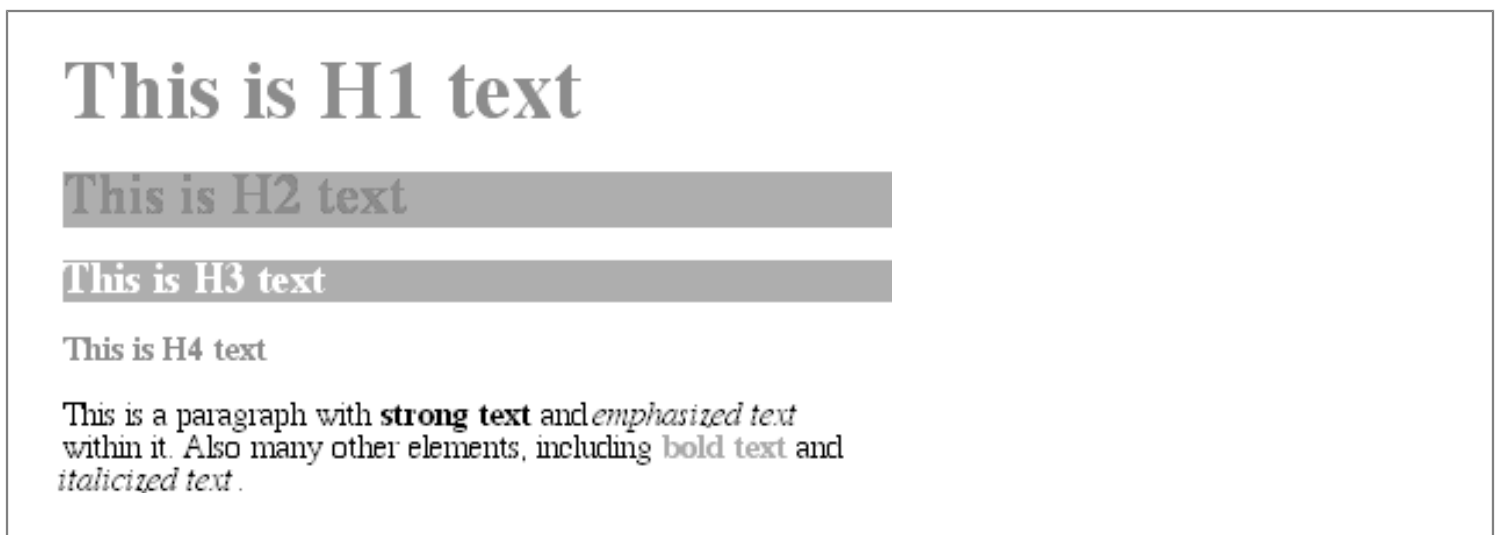 This is H1 text
This is H2 text
This is H3 text
This is H4 text
This is a paragraph with strong text and emphasized text
within it. Also many other elements, including bold text and
italicized text .